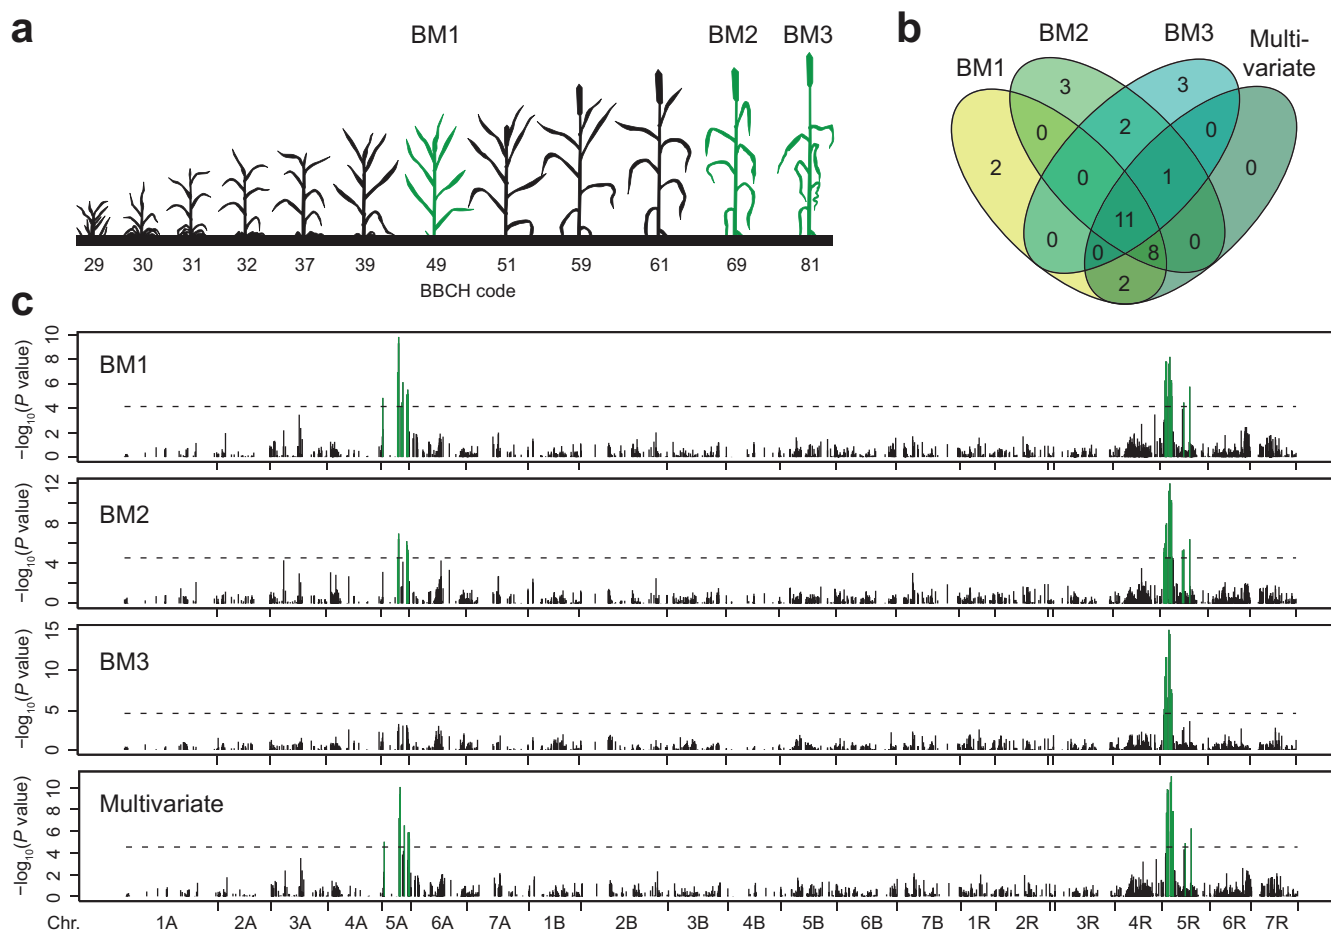 a
BM1 BM2 BM3
29 30 31 32 37 39 49 51 59 61 69 81
BBCH code
b
BM1 BM2 BM3 Multi-
variate
3 3
0 2 0
2 0 1 0
11
0 0 8 0
2
c
BM1
−log10(P value)
10
8
6
4
2
0
BM2
−log10(P value)
12
8
4
0
BM3
−log10(P value)
15
10
5
0
Multivariate
−log10(P value)
10
8
6
4
2
0
Chr. 1A 2A 3A 4A 5A 6A 7A 1B 2B 3B 4B 5B 6B 7B 1R 2R 3R 4R 5R 6R 7R